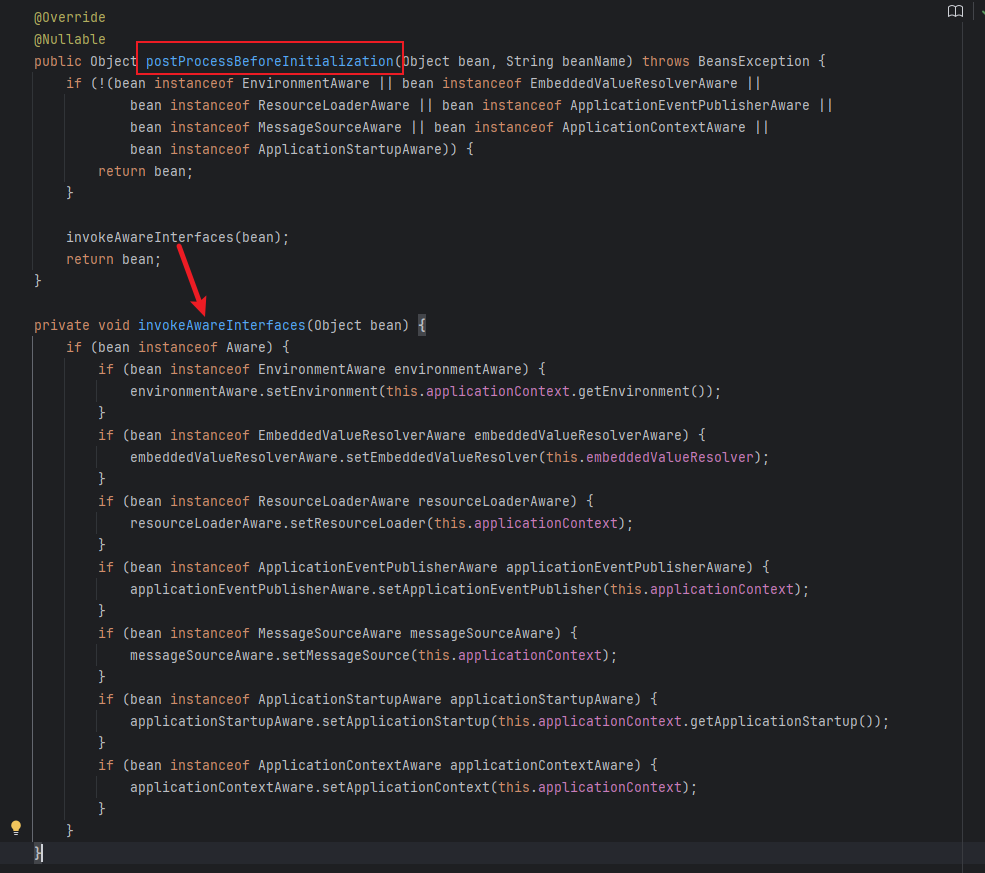 @Override
@Nullable
public Object postProcessBeforeInitialization(Object bean, String beanName) throws BeansException {
    if (!(bean instanceof EnvironmentAware || bean instanceof EmbeddedValueResolverAware ||
            bean instanceof ResourceLoaderAware || bean instanceof ApplicationEventPublisherAware ||
            bean instanceof MessageSourceAware || bean instanceof ApplicationContextAware ||
            bean instanceof ApplicationStartupAware)) {
        return bean;
    }

    invokeAwareInterfaces(bean);
    return bean;
}

private void invokeAwareInterfaces(Object bean) {
    if (bean instanceof Aware) {
        if (bean instanceof EnvironmentAware environmentAware) {
            environmentAware.setEnvironment(this.applicationContext.getEnvironment());
        }
        if (bean instanceof EmbeddedValueResolverAware embeddedValueResolverAware) {
            embeddedValueResolverAware.setEmbeddedValueResolver(this.embeddedValueResolver);
        }
        if (bean instanceof ResourceLoaderAware resourceLoaderAware) {
            resourceLoaderAware.setResourceLoader(this.applicationContext);
        }
        if (bean instanceof ApplicationEventPublisherAware applicationEventPublisherAware) {
            applicationEventPublisherAware.setApplicationEventPublisher(this.applicationContext);
        }
        if (bean instanceof MessageSourceAware messageSourceAware) {
            messageSourceAware.setMessageSource(this.applicationContext);
        }
        if (bean instanceof ApplicationStartupAware applicationStartupAware) {
            applicationStartupAware.setApplicationStartup(this.applicationContext.getApplicationStartup());
        }
        if (bean instanceof ApplicationContextAware applicationContextAware) {
            applicationContextAware.setApplicationContext(this.applicationContext);
        }
    }
}